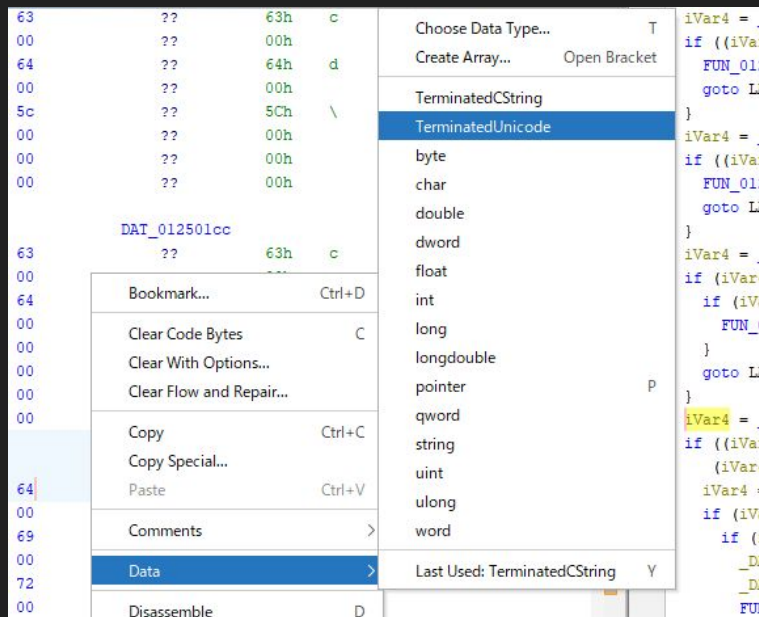 63 ?? 63h c
00 ?? 00h
64 ?? 64h d
00 ?? 00h
5c ?? 5Ch \
00 ?? 00h
00 ?? 00h
00 ?? 00h
DAT_012501cc
63 ?? 63h c
00
64
00
00
00
00
00
64
00
69
00
72
00
Bookmark... Ctrl+D
Clear Code Bytes C
Clear With Options...
Clear Flow and Repair...
Copy Ctrl+C
Copy Special...
Paste Ctrl+V
Comments >
Data >
Disassemble D
Choose Data Type... T
Create Array... Open Bracket
TerminatedCString
TerminatedUnicode
byte
char
double
dword
float
int
long
longdouble
pointer P
qword
string
uint
ulong
word
Last Used: TerminatedCString Y
iVar4 =
if ((iVa
FUN_01
goto L
}
iVar4 =
if ((iVa
FUN_01
goto L
}
iVar4 =
if (iVar
if (iV
FUN_
}
goto L
}
iVar4 =
if ((iVa
(iVar
iVar4 =
if (iV
if (
_D
_D
FU